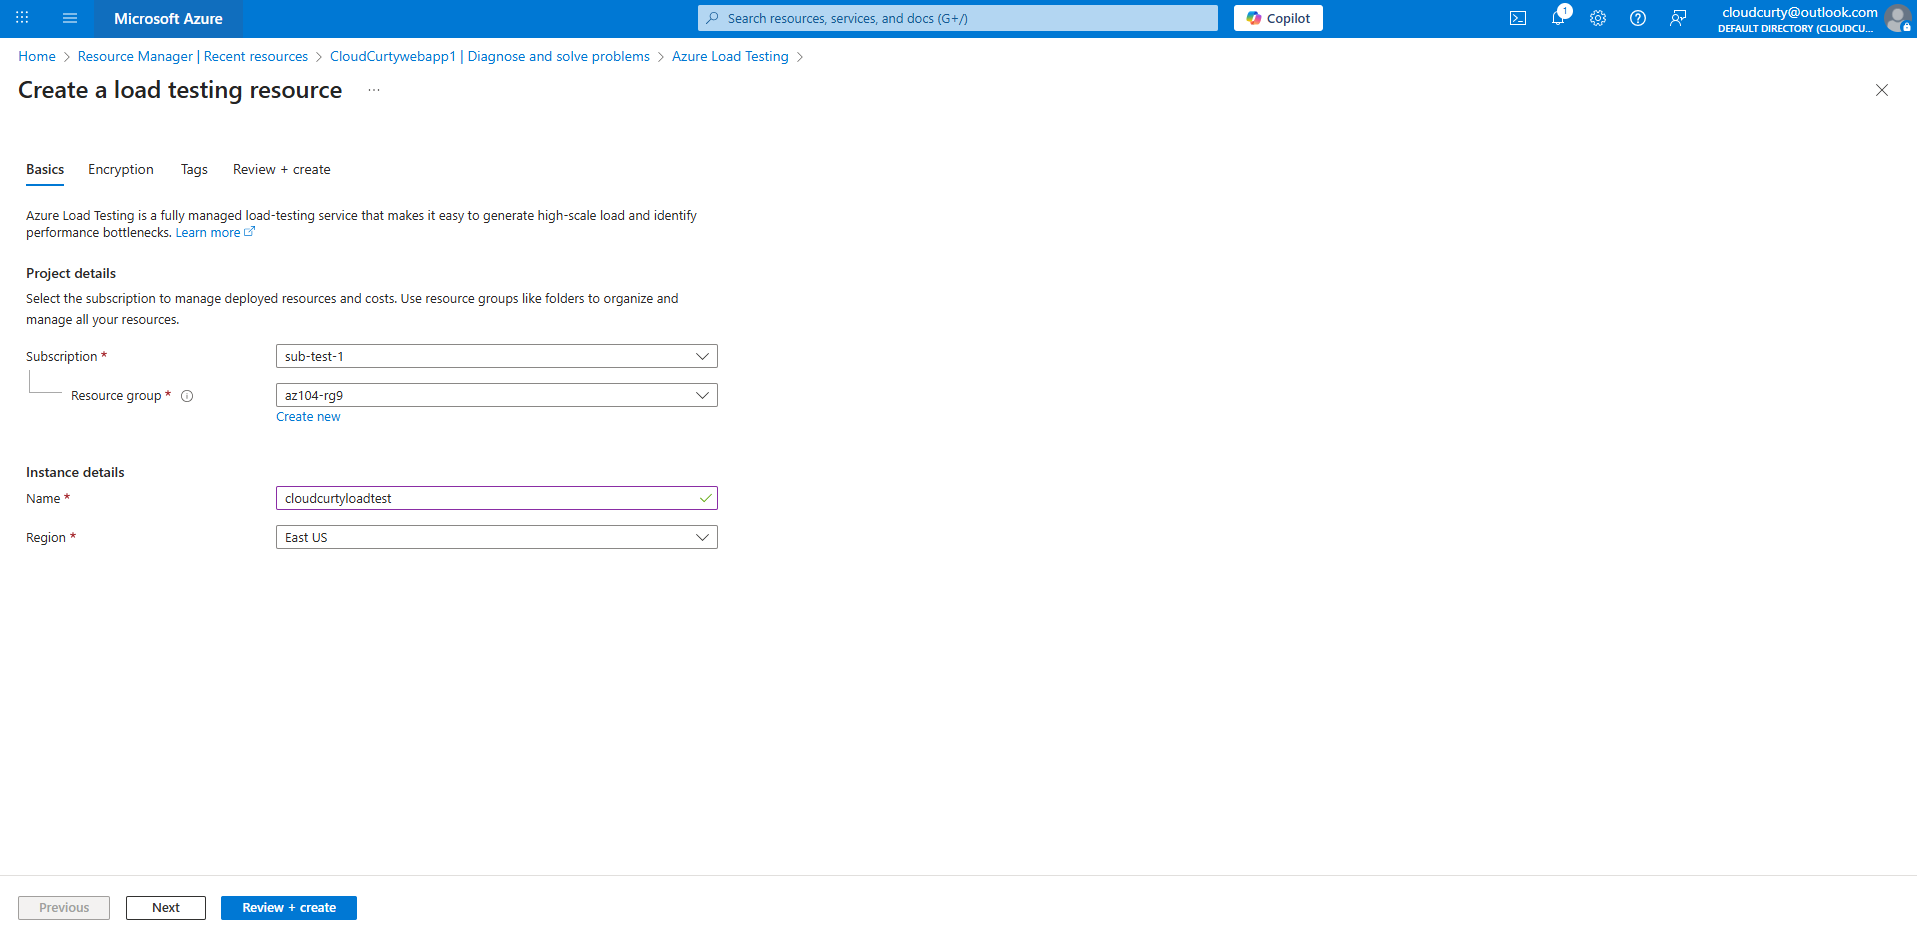 Microsoft Azure
Search resources, services, and docs (G+/)
Copilot
1
cloudcurty@outlook.com
DEFAULT DIRECTORY (CLOUDCU...
Home > Resource Manager | Recent resources > CloudCurtywebapp1 | Diagnose and solve problems > Azure Load Testing >
Create a load testing resource ...
Basics Encryption Tags Review + create
Azure Load Testing is a fully managed load-testing service that makes it easy to generate high-scale load and identify
performance bottlenecks. Learn more
Project details
Select the subscription to manage deployed resources and costs. Use resource groups like folders to organize and
manage all your resources.
Subscription * sub-test-1
Resource group * az104-rg9
Create new
Instance details
Name * cloudcurtyloadtest
Region * East US
Previous Next Review + create